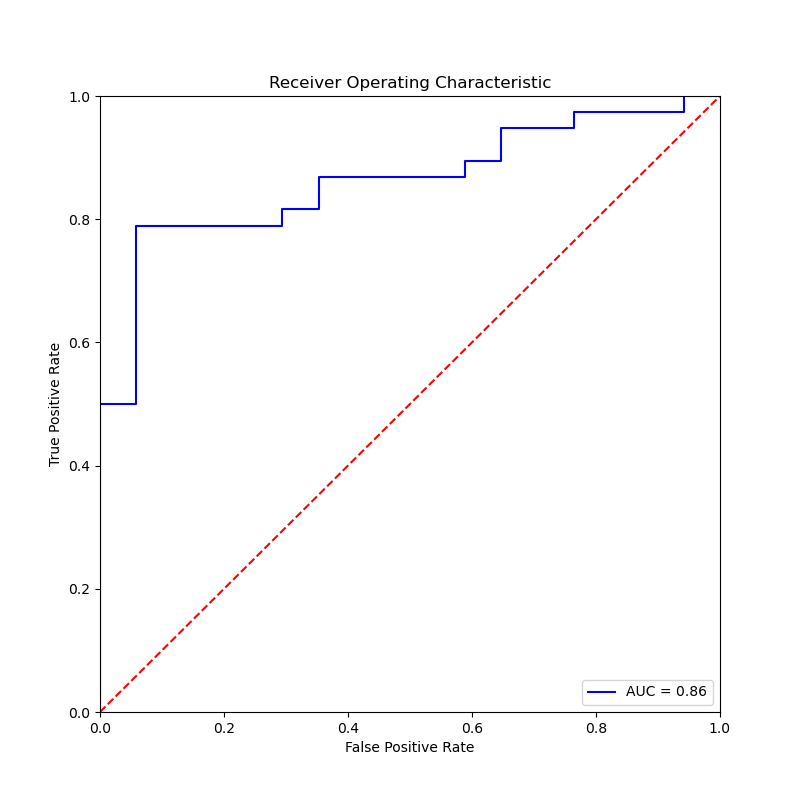 Receiver Operating Characteristic
1.0
0.8
0.6
0.4
0.2
0.0
True Positive Rate
AUC = 0.86
0.0 0.2 0.4 0.6 0.8 1.0
False Positive Rate